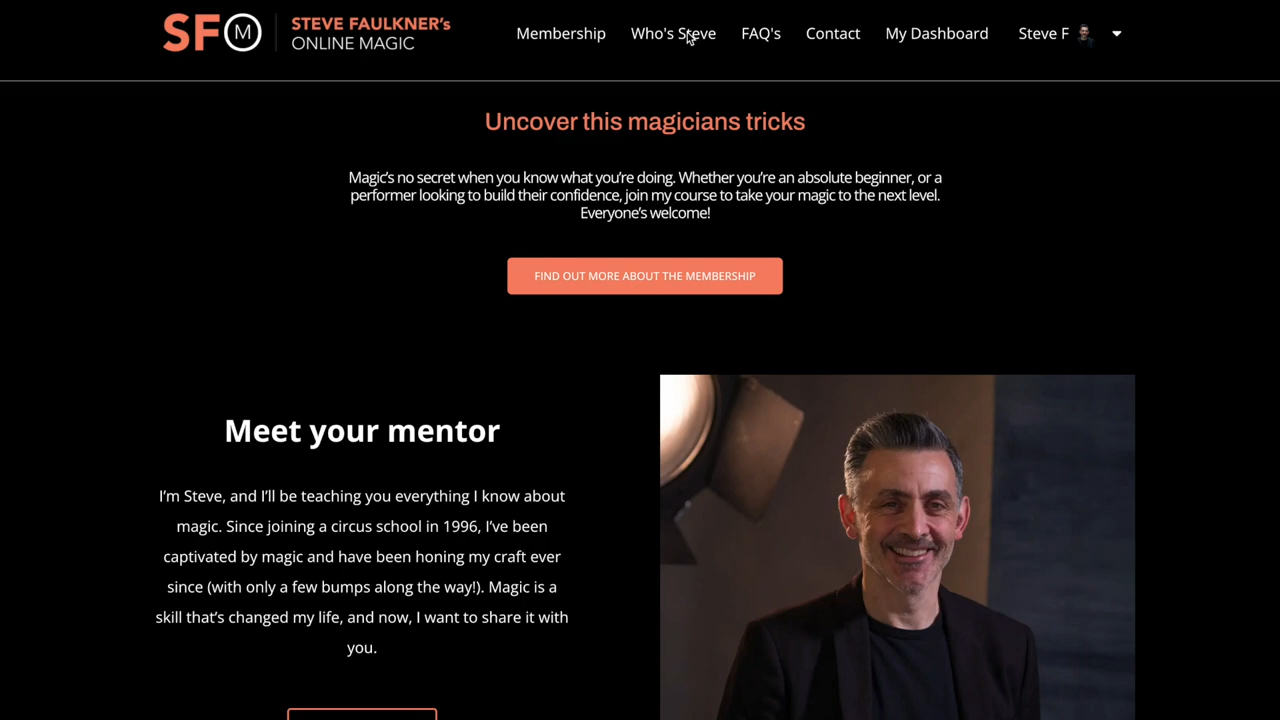 SFM
STEVE FAULKNER's
ONLINE MAGIC
Membership
Who's Steve
FAQ's
Contact
My Dashboard
Steve F
Uncover this magicians tricks
Magic’s no secret when you know what you’re doing. Whether you’re an absolute beginner, or a
performer looking to build their confidence, join my course to take your magic to the next level.
Everyone’s welcome!
FIND OUT MORE ABOUT THE MEMBERSHIP
Meet your mentor
I’m Steve, and I’ll be teaching you everything I know about
magic. Since joining a circus school in 1996, I’ve been
captivated by magic and have been honing my craft ever
since (with only a few bumps along the way!). Magic is a
skill that’s changed my life, and now, I want to share it with
you.